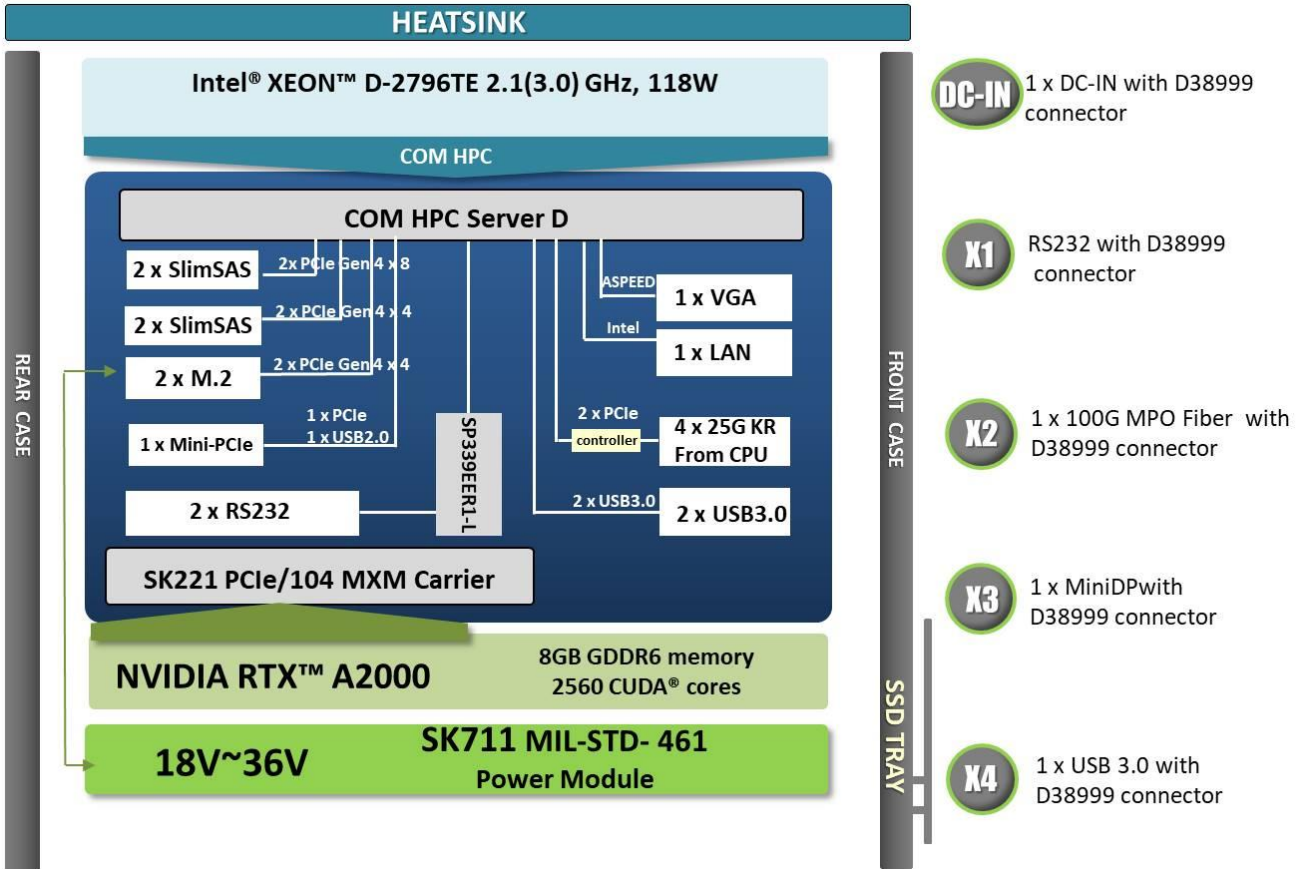 HEATSINK
REAR CASE
Intel® XEON™ D-2796TE 2.1(3.0) GHz, 118W
COM HPC
COM HPC Server D
2 x SlimSAS
2x PCIe Gen 4 x 8
2 x SlimSAS
2 x PCIe Gen 4 x 4
2 x M.2
2 x PCIe Gen 4 x 4
1 x Mini-PCIe
1 x PCIe
1 x USB2.0
2 x RS232
SP339EER1-L
ASPEED
1 x VGA
Intel
1 x LAN
2 x PCIe
controller
4 x 25G KR
From CPU
2 x USB3.0
2 x USB3.0
SK221 PCIe/104 MXM Carrier
NVIDIA RTX™ A2000
8GB GDDR6 memory
2560 CUDA® cores
18V~36V
SK711 MIL-STD- 461
Power Module
FRONT CASE
SSD TRAY
DC-IN
1 x DC-IN with D38999
connector
X1
RS232 with D38999
connector
X2
1 x 100G MPO Fiber with
D38999 connector
X3
1 x MiniDPwith
D38999 connector
X4
1 x USB 3.0 with
D38999 connector